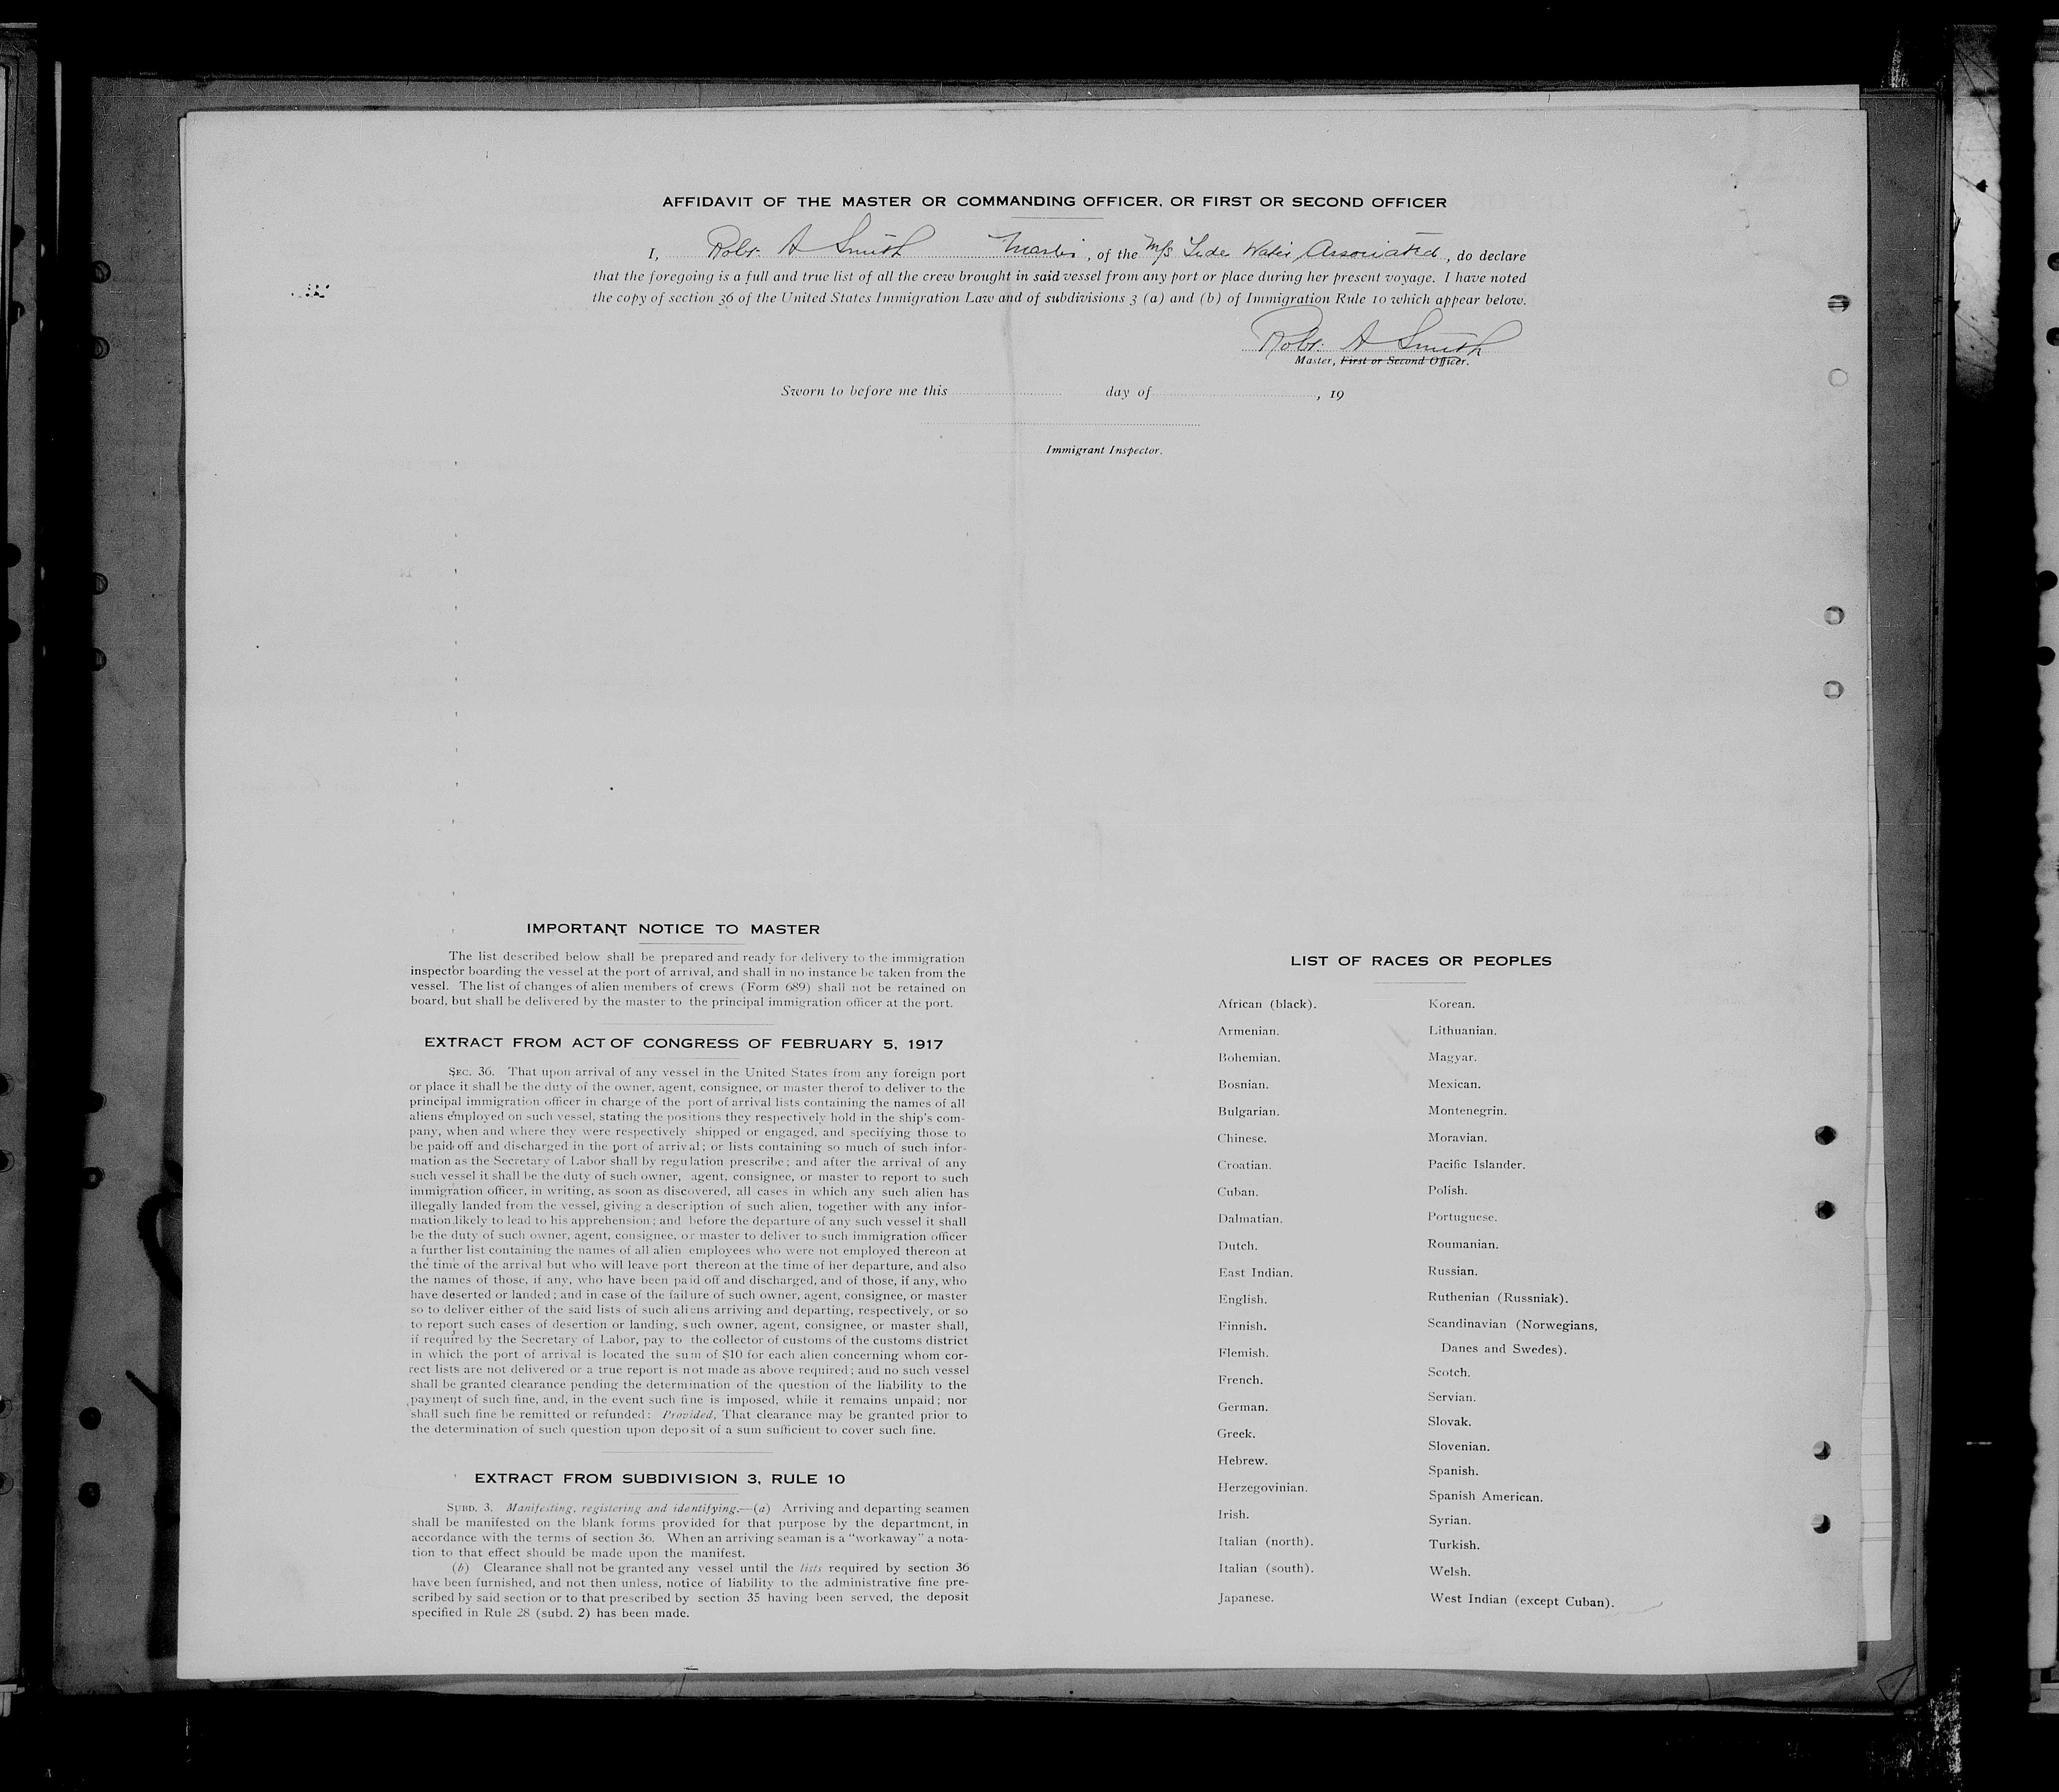 AFFIDAVIT OF THE MASTER OR COMMANDING OFFICER, OR FIRST OR SECOND OFFICER
I, Robt. A Smith Master, of the M/S Tide Water Associated, do declare
that the foregoing is a full and true list of all the crew brought in said vessel from any port or place during her present voyage. I have noted
the copy of section 36 of the United States Immigration Law and of subdivisions 3 (a) and (b) of Immigration Rule 10 which appear below.
Robt. A Smith
Master, First or Second Officer.
Sworn to before me this day of , 19
Immigrant Inspector.
IMPORTANT NOTICE TO MASTER
The list described below shall be prepared and ready for delivery to the immigration
inspector boarding the vessel at the port of arrival, and shall in no instance be taken from the
vessel. The list of changes of alien members of crews (Form 689) shall not be retained on
board, but shall be delivered by the master to the principal immigration officer at the port.
EXTRACT FROM ACT OF CONGRESS OF FEBRUARY 5, 1917
SEC. 36. That upon arrival of any vessel in the United States from any foreign port
or place it shall be the duty of the owner, agent, consignee, or master therof to deliver to the
principal immigration officer in charge of the port of arrival lists containing the names of all
aliens employed on such vessel, stating the positions they respectively hold in the ship's com-
pany, when and where they were respectively shipped or engaged, and specifying those to
be paid off and discharged in the port of arrival; or lists containing so much of such infor-
mation as the Secretary of Labor shall by regulation prescribe; and after the arrival of any
such vessel it shall be the duty of such owner, agent, consignee, or master to report to such
immigration officer, in writing, as soon as discovered, all cases in which any such alien has
illegally landed from the vessel, giving a description of such alien, together with any infor-
mation likely to lead to his apprehension; and before the departure of any such vessel it shall
be the duty of such owner, agent, consignee, or master to deliver to such immigration officer
a further list containing the names of all alien employees who were not employed thereon at
the time of the arrival but who will leave port thereon at the time of her departure, and also
the names of those, if any, who have been paid off and discharged, and of those, if any, who
have deserted or landed; and in case of the failure of such owner, agent, consignee, or master
so to deliver either of the said lists of such aliens arriving and departing, respectively, or so
to report such cases of desertion or landing, such owner, agent, consignee, or master shall,
if required by the Secretary of Labor, pay to the collector of customs of the customs district
in which the port of arrival is located the sum of $10 for each alien concerning whom cor-
rect lists are not delivered or a true report is not made as above required; and no such vessel
shall be granted clearance pending the determination of the question of the liability to the
payment of such fine, and, in the event such fine is imposed, while it remains unpaid; nor
shall such fine be remitted or refunded: Provided, That clearance may be granted prior to
the determination of such question upon deposit of a sum sufficient to cover such fine.
EXTRACT FROM SUBDIVISION 3, RULE 10
SUBD. 3. Manifesting, registering and identifying.—(a) Arriving and departing seamen
shall be manifested on the blank forms provided for that purpose by the department, in
accordance with the terms of section 36. When an arriving seaman is a "workaway" a nota-
tion to that effect should be made upon the manifest.
(b) Clearance shall not be granted any vessel until the lists required by section 36
have been furnished, and not then unless, notice of liability to the administrative fine pre-
scribed by said section or to that prescribed by section 35 having been served, the deposit
specified in Rule 28 (subd. 2) has been made.
LIST OF RACES OR PEOPLES
African (black).
Armenian.
Bohemian.
Bosnian.
Bulgarian.
Chinese.
Croatian.
Cuban.
Dalmatian.
Dutch.
East Indian.
English.
Finnish.
Flemish.
French.
German.
Greek.
Hebrew.
Herzegovinian.
Irish.
Italian (north).
Italian (south).
Japanese.
Korean.
Lithuanian.
Magyar.
Mexican.
Montenegrin.
Moravian.
Pacific Islander.
Polish.
Portuguese.
Roumanian.
Russian.
Ruthenian (Russniak).
Scandinavian (Norwegians,
Danes and Swedes).
Scotch.
Servian.
Slovak.
Slovenian.
Spanish.
Spanish American.
Syrian.
Turkish.
Welsh.
West Indian (except Cuban).